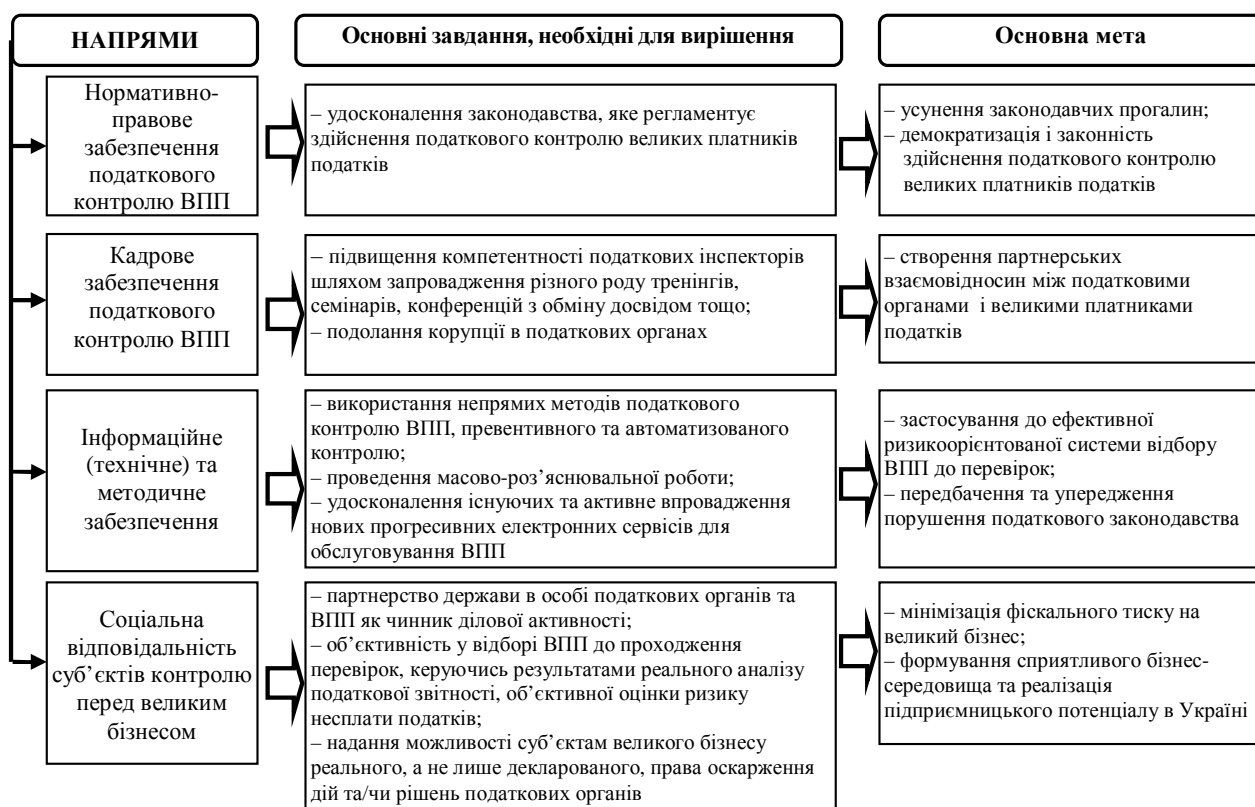 НАПРЯМИ
Основні завдання, необхідні для вирішення
Основна мета
Нормативно-
правове
забезпечення
податкового
контролю ВПП
– удосконалення законодавства, яке регламентує
здійснення податкового контролю великих платників
податків
– усунення законодавчих прогалин;
– демократизація і законність
здійснення податкового контролю
великих платників податків
Кадрове
забезпечення
податкового
контролю ВПП
– підвищення компетентності податкових інспекторів
шляхом запровадження різного роду тренінгів,
семінарів, конференцій з обміну досвідом тощо;
– подолання корупції в податкових органах
– створення партнерських
взаємовідносин між податковими
органами і великими платниками
податків
Інформаційне
(технічне) та
методичне
забезпечення
– використання непрямих методів податкового
контролю ВПП, превентивного та автоматизованого
контролю;
– проведення масово-роз’яснювальної роботи;
– удосконалення існуючих та активне впровадження
нових прогресивних електронних сервісів для
обслуговування ВПП
– застосування до ефективної
ризикоорієнтованої системи відбору
ВПП до перевірок;
– передбачення та упередження
порушення податкового законодавства
Соціальна
відповідальність
суб’єктів контролю
перед великим
бізнесом
– партнерство держави в особі податкових органів та
ВПП як чинник ділової активності;
– об’єктивність у відборі ВПП до проходження
перевірок, керуючись результатами реального аналізу
податкової звітності, об’єктивної оцінки ризику
несплати податків;
– надання можливості суб’єктам великого бізнесу
реального, а не лише декларованого, права оскарження
дій та/чи рішень податкових органів
– мінімізація фіскального тиску на
великий бізнес;
– формування сприятливого бізнес-
середовища та реалізація
підприємницького потенціалу в Україні